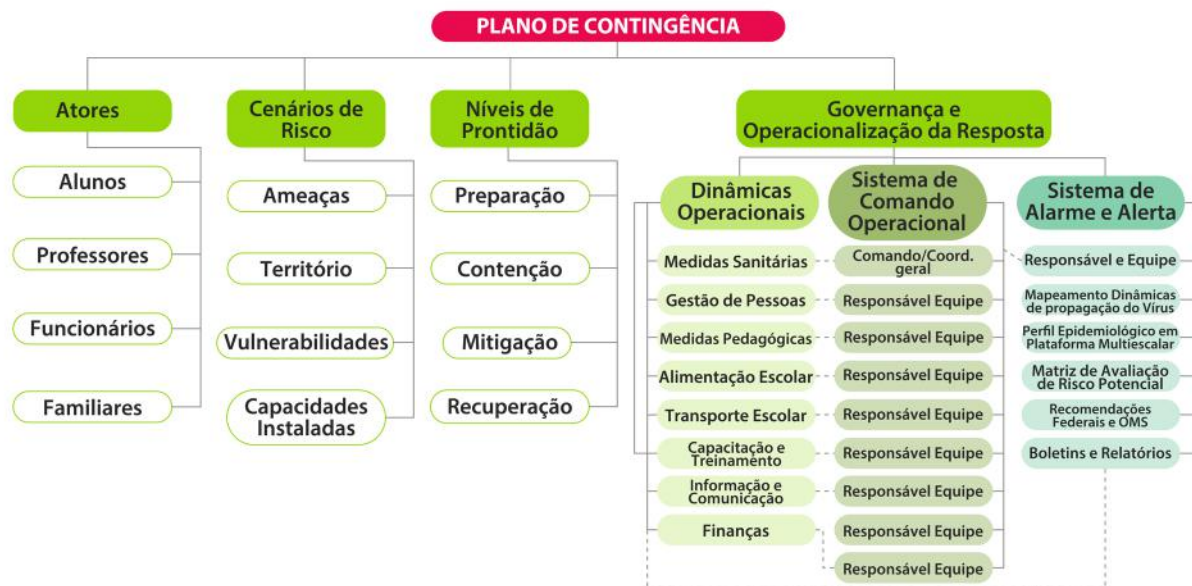 PLANO DE CONTINGÊNCIA
Atores
Alunos
Professores
Funcionários
Familiares
Cenários de
Risco
Ameaças
Território
Vulnerabilidades
Capacidades
Instaladas
Níveis de
Prontidão
Preparação
Contenção
Mitigação
Recuperação
Governança e
Operacionalização da Resposta
Dinâmicas
Operacionais
Medidas Sanitárias
Gestão de Pessoas
Medidas Pedagógicas
Alimentação Escolar
Transporte Escolar
Capacitação e
Treinamento
Informação e
Comunicação
Finanças
Sistema de
Comando
Operacional
Comando/Coord.
geral
Responsável Equipe
Responsável Equipe
Responsável Equipe
Responsável Equipe
Responsável Equipe
Responsável Equipe
Responsável Equipe
Responsável Equipe
Sistema de
Alarme e Alerta
Responsável e Equipe
Mapeamento Dinâmicas
de propagação do Vírus
Perfil Epidemiológico em
Plataforma Multiescalar
Matriz de Avaliação
de Risco Potencial
Recomendações
Federais e OMS
Boletins e Relatórios